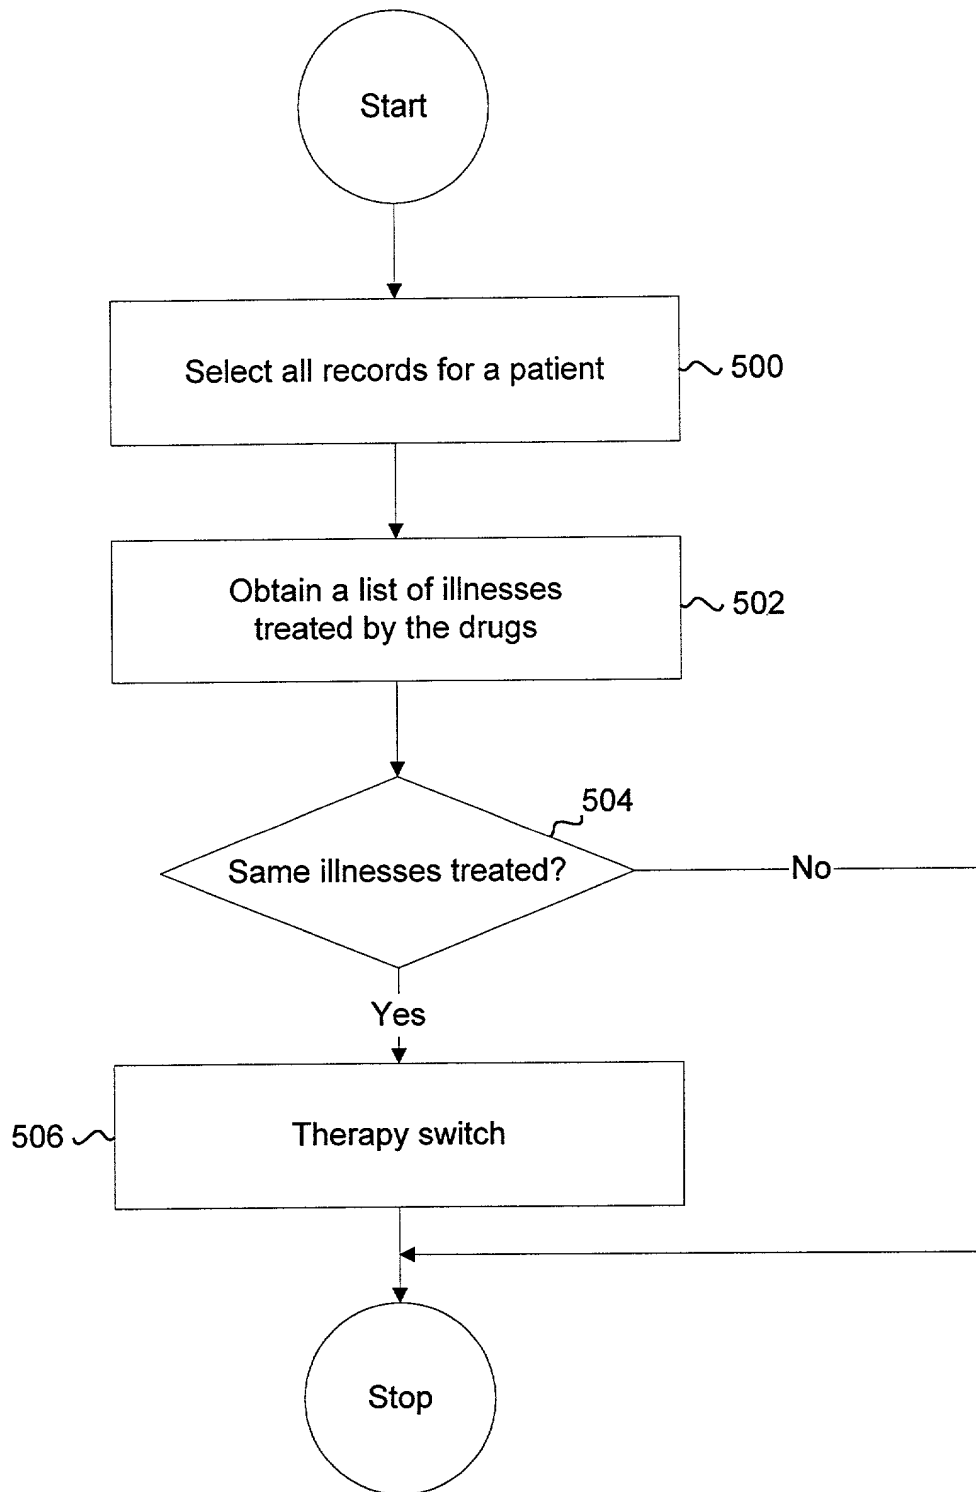 Start
Select all records for a patient
500
Obtain a list of illnesses
treated by the drugs
502
504
Same illnesses treated?
No
Yes
506
Therapy switch
Stop